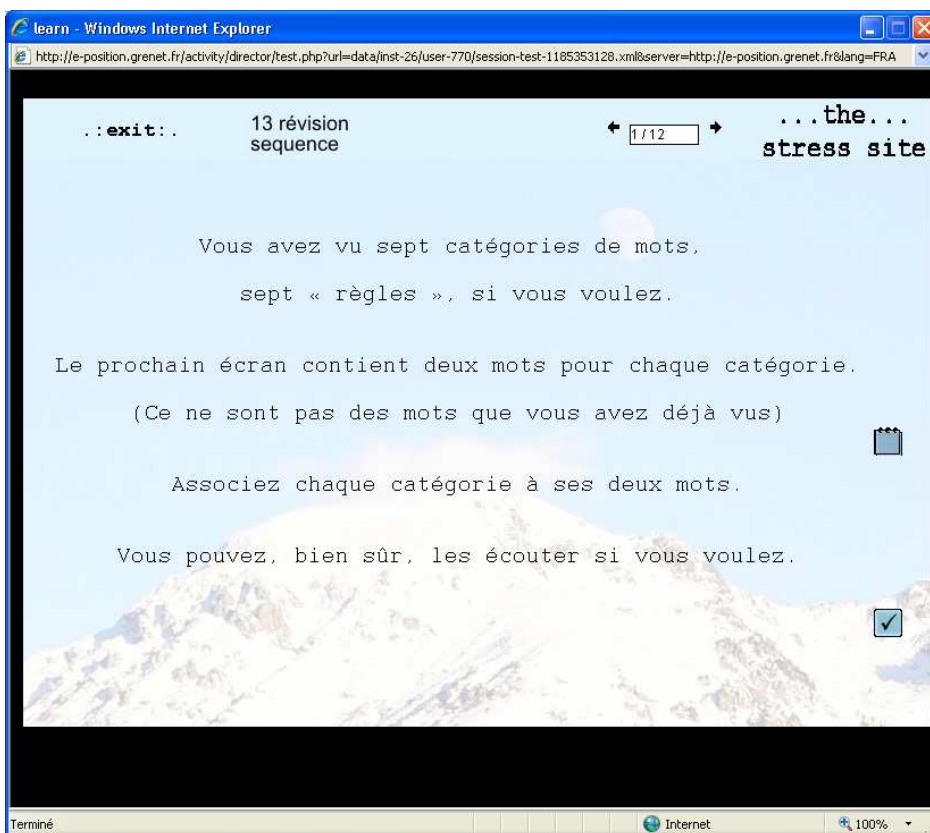 learn - Windows Internet Explorer
http://e-position.grenet.fr/activity/director/test.php?url=data/inst-26/user-770/session-test-1185353128.xml&server=http://e-position.grenet.fr&lang=FRA
.:exit:.
13 révision
sequence
1/12
...the...
stress site
Vous avez vu sept catégories de mots,
sept « règles », si vous voulez.
Le prochain écran contient deux mots pour chaque catégorie.
(Ce ne sont pas des mots que vous avez déjà vus)
Associez chaque catégorie à ses deux mots.
Vous pouvez, bien sûr, les écouter si vous voulez.
Terminé
Internet
100%